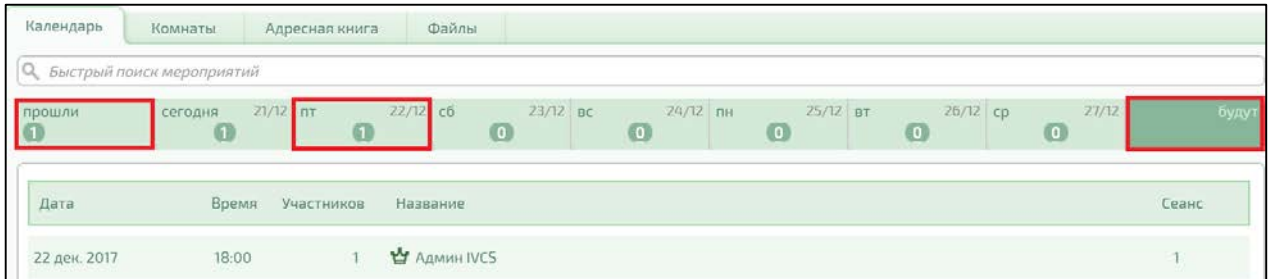 Календарь Комнаты Адресная книга Файлы
Быстрый поиск мероприятий
прошли сегодня 21/12 пт 22/12 сб 23/12 вс 24/12 пн 25/12 вт 26/12 ср 27/12 будут
1 1 1 0 0 0 0 0
Дата Время Участников Название Сеанс
22 дек. 2017 18:00 1 Админ IVCS 1